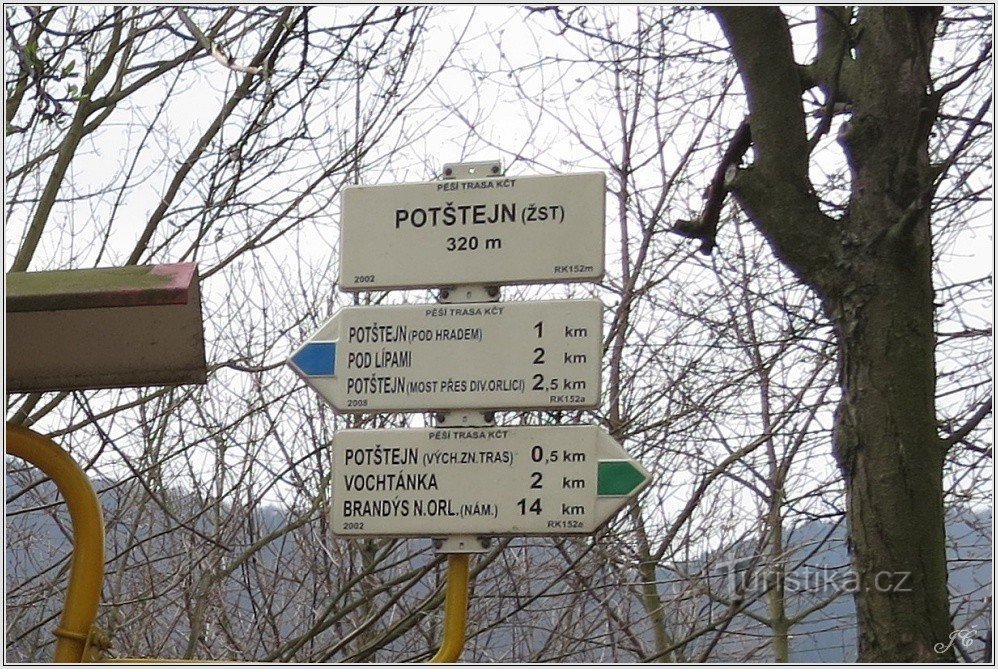 PĚŠÍ TRASA KČT
POTŠTEJN (ŽST)
320 m
2002 RK152m
PĚŠÍ TRASA KČT
POTŠTEJN (POD HRADEM) 1 km
POD LÍPAMI 2 km
POTŠTEJN (MOST PŘES DIV.ORLICI) 2,5 km
2008 RK152a
PĚŠÍ TRASA KČT
POTŠTEJN (VÝCH.ZN.TRAS) 0,5 km
VOCHTÁNKA 2 km
BRANDÝS N.ORL.(NÁM.) 14 km
2002 RK152e
Turistika.cz